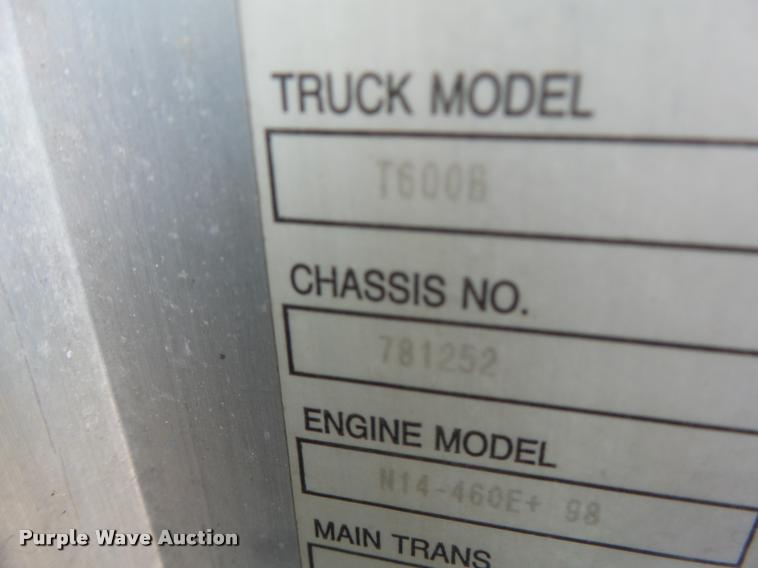 TRUCK MODEL
T600B
CHASSIS NO.
781252
ENGINE MODEL
N14-460E+ 98
MAIN TRANS
Purple Wave Auction